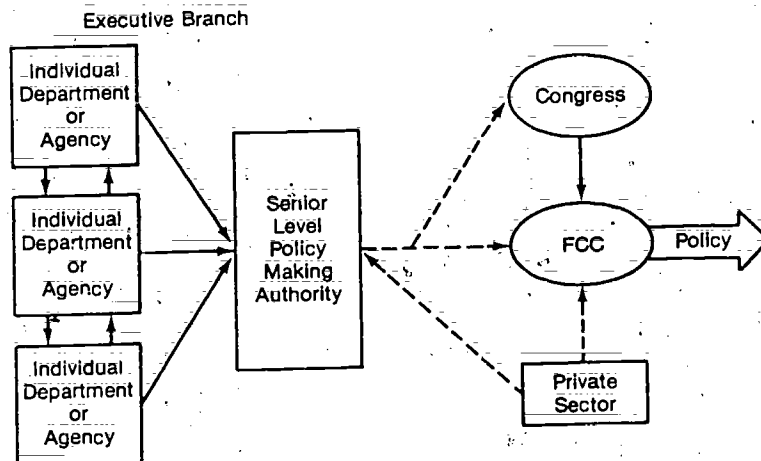 Executive Branch
Individual
Department
or
Agency
Individual
Department
or
Agency
Individual
Department
or
Agency
Senior
Level
Policy
Making
Authority
Congress
FCC
Policy
Private
Sector